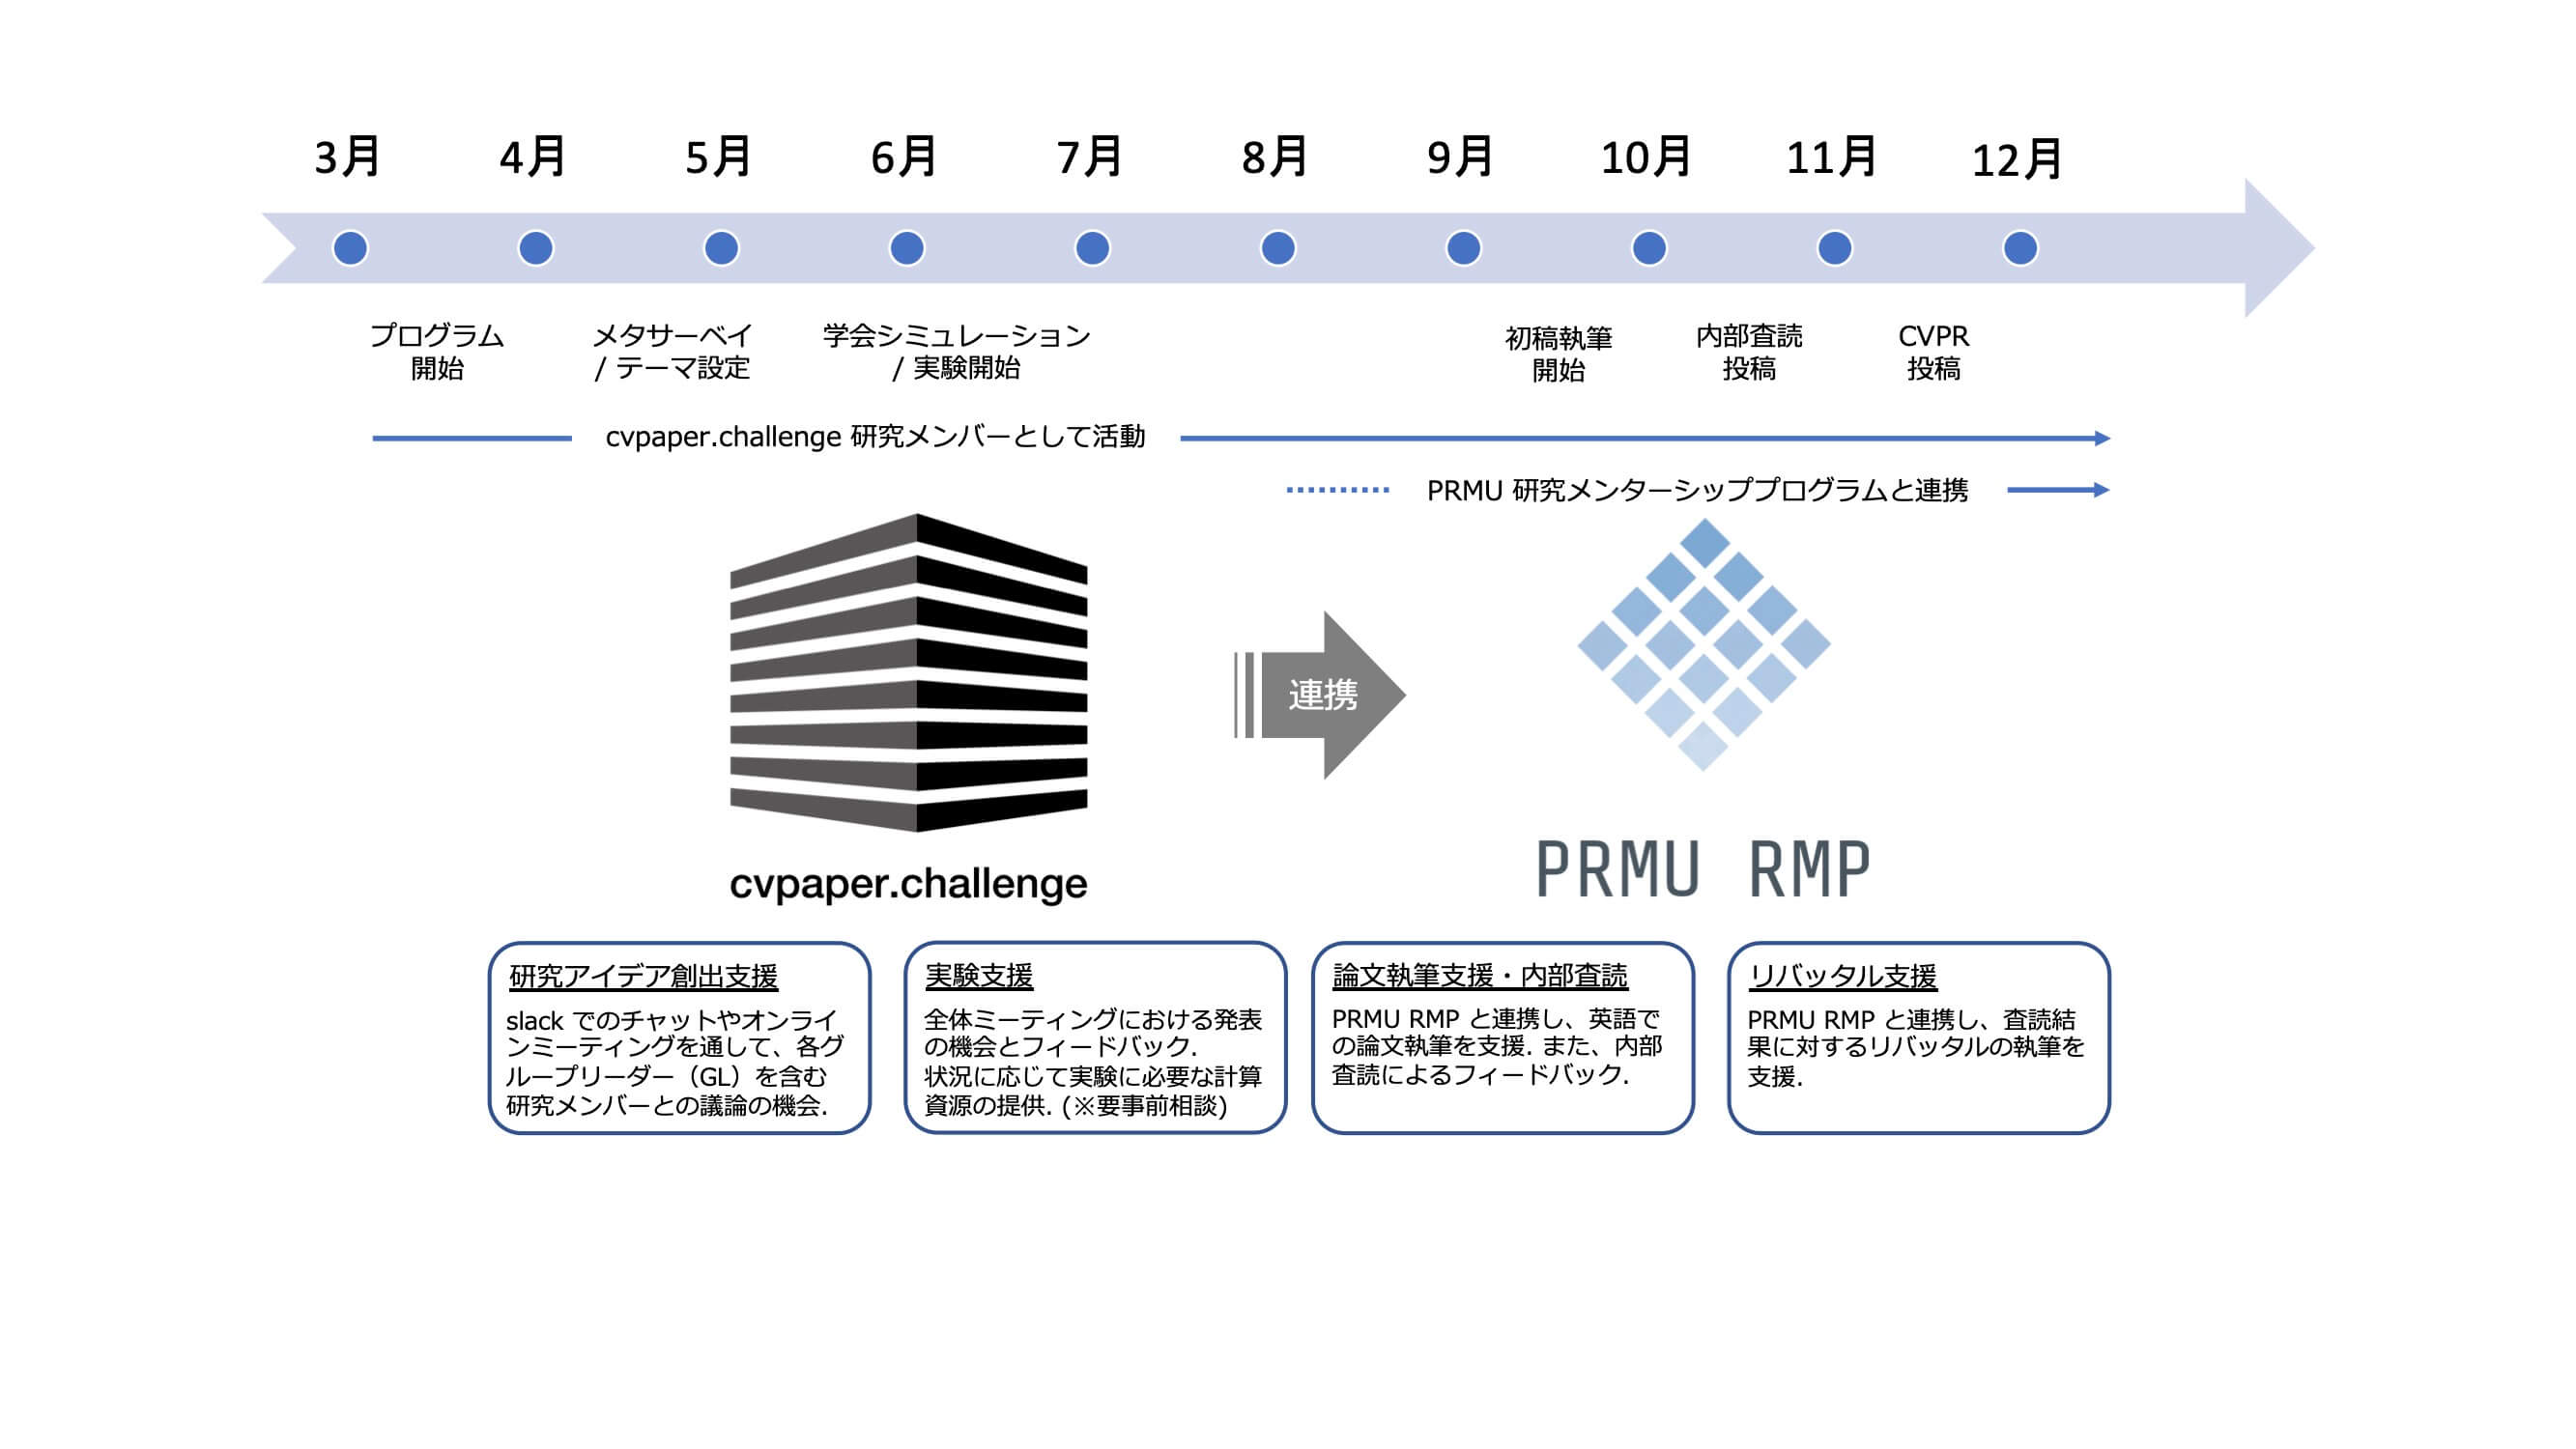 3月 4月 5月 6月 7月 8月 9月 10月 11月 12月
プログラム
開始
メタサーベイ
/ テーマ設定
学会シミュレーション
/ 実験開始
初稿執筆
開始
内部査読
投稿
CVPR
投稿
cvpaper.challenge 研究メンバーとして活動
PRMU 研究メンターシッププログラムと連携
連携
cvpaper.challenge
PRMU RMP
研究アイデア創出支援
slack でのチャットやオンライ
ンミーティングを通して、各グ
ループリーダー（GL）を含む
研究メンバーとの議論の機会.
実験支援
全体ミーティングにおける発表
の機会とフィードバック.
状況に応じて実験に必要な計算
資源の提供. (※要事前相談)
論文執筆支援・内部査読
PRMU RMP と連携し、英語で
の論文執筆を支援. また、内部
査読によるフィードバック.
リバッタル支援
PRMU RMP と連携し、査読結
果に対するリバッタルの執筆を
支援.